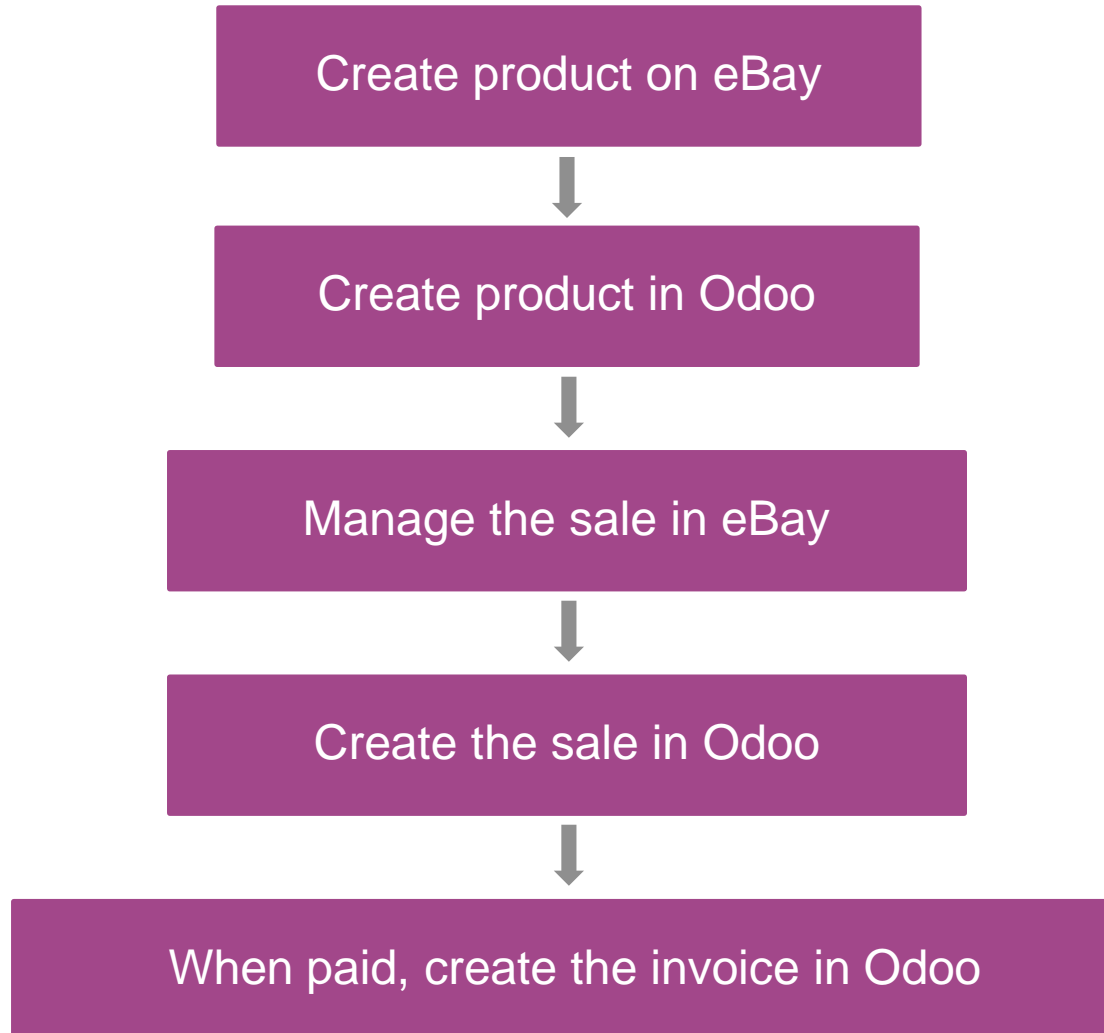 Create product on eBay
Create product in Odoo
Manage the sale in eBay
Create the sale in Odoo
When paid, create the invoice in Odoo